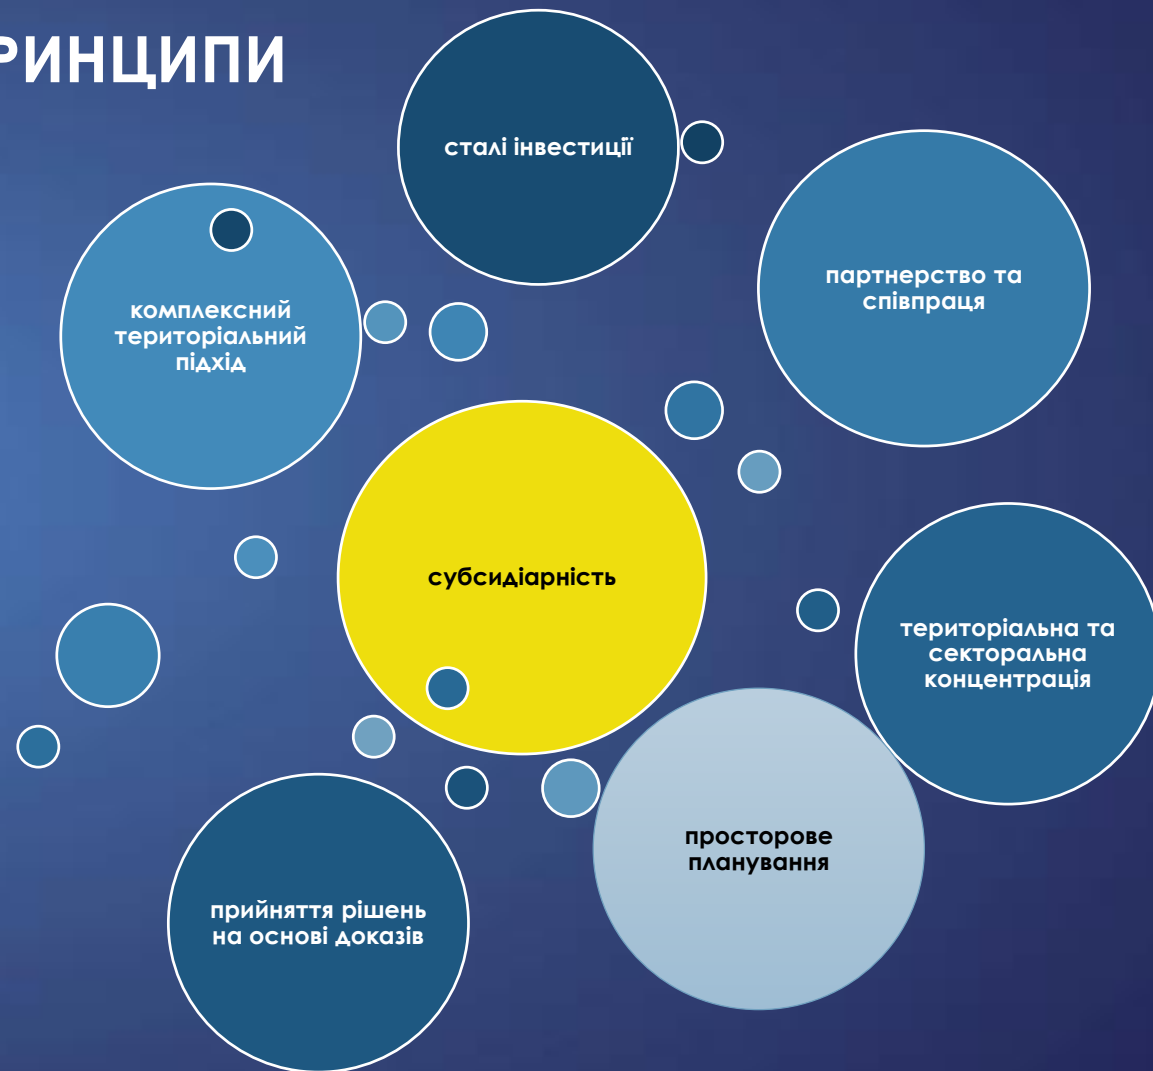 РИНЦИПИ
сталі інвестиції
партнерство та
співпраця
комплексний
територіальний
підхід
субсидіарність
територіальна та
секторальна
концентрація
просторове
планування
прийняття рішень
на основі доказів